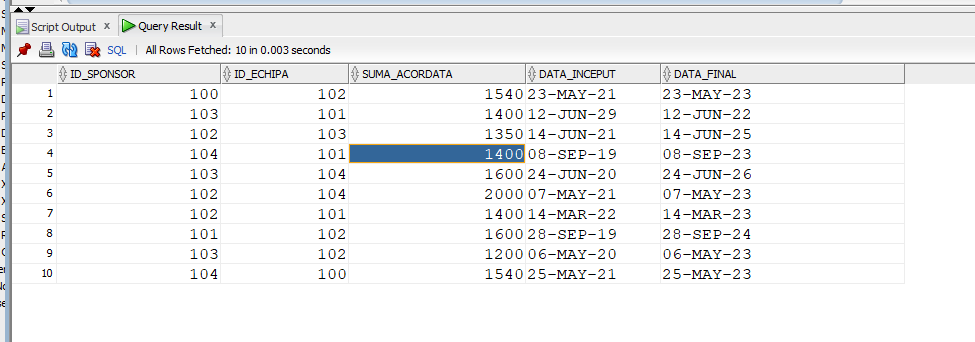 Script Output x Query Result x
SQL | All Rows Fetched: 10 in 0.003 seconds
ID_SPONSOR ID_ECHIPA SUMA_ACORDATA DATA_INCEPUT DATA_FINAL
1 100 102 1540 23-MAY-21 23-MAY-23
2 103 101 1400 12-JUN-29 12-JUN-22
3 102 103 1350 14-JUN-21 14-JUN-25
4 104 101 1400 08-SEP-19 08-SEP-23
5 103 104 1600 24-JUN-20 24-JUN-26
6 102 104 2000 07-MAY-21 07-MAY-23
7 102 101 1400 14-MAR-22 14-MAR-23
8 101 102 1600 28-SEP-19 28-SEP-24
9 103 102 1200 06-MAY-20 06-MAY-23
10 104 100 1540 25-MAY-21 25-MAY-23